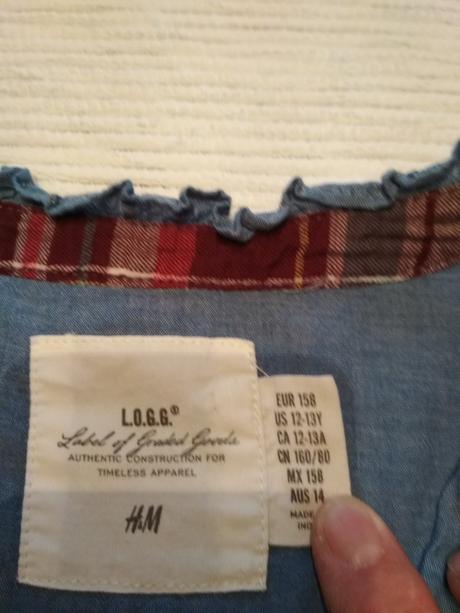 L.O.G.G.®
Label of Graded Goods
AUTHENTIC CONSTRUCTION FOR
TIMELESS APPAREL
H&M
EUR 158
US 12-13Y
CA 12-13A
CN 160/80
MX 158
AUS 14
MADE